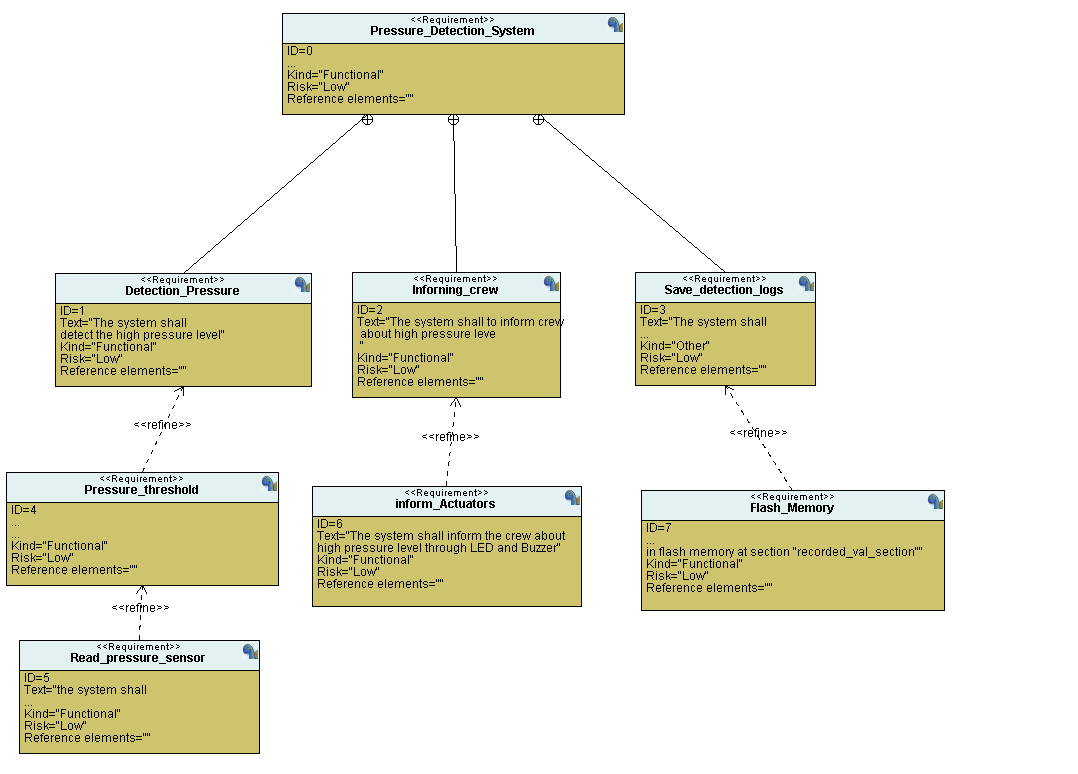 <<Requirement>>
Pressure_Detection_System
ID=0
...
Kind="Functional"
Risk="Low"
Reference elements=""
<<Requirement>>
Detection_Pressure
ID=1
Text="The system shall
detect the high pressure level"
Kind="Functional"
Risk="Low"
Reference elements=""
<<Requirement>>
Inforning_crew
ID=2
Text="The system shall to inform crew
about high pressure leve
"
Kind="Functional"
Risk="Low"
Reference elements=""
<<Requirement>>
Save_detection_logs
ID=3
Text="The system shall
...
Kind="Other"
Risk="Low"
Reference elements=""
<<refine>>
<<refine>>
<<refine>>
<<Requirement>>
Pressure_threshold
ID=4
...
...
Kind="Functional"
Risk="Low"
Reference elements=""
<<Requirement>>
inform_Actuators
ID=6
Text="The system shall inform the crew about
high pressure level through LED and Buzzer"
Kind="Functional"
Risk="Low"
Reference elements=""
<<Requirement>>
Flash_Memory
ID=7
...
in flash memory at section "recorded_val_section""
Kind="Functional"
Risk="Low"
Reference elements=""
<<refine>>
<<Requirement>>
Read_pressure_sensor
ID=5
Text="the system shall
...
Kind="Functional"
Risk="Low"
Reference elements=""